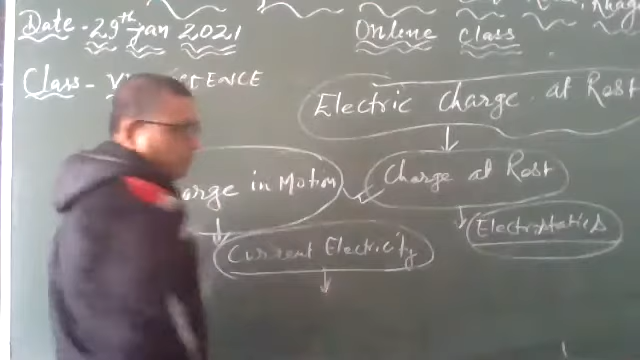 Date - 29th Jan 2021
Online Class
Class -
Electric Charge at Rest
in Motion
Charge at Rest
Electrostatics
Current Electricity